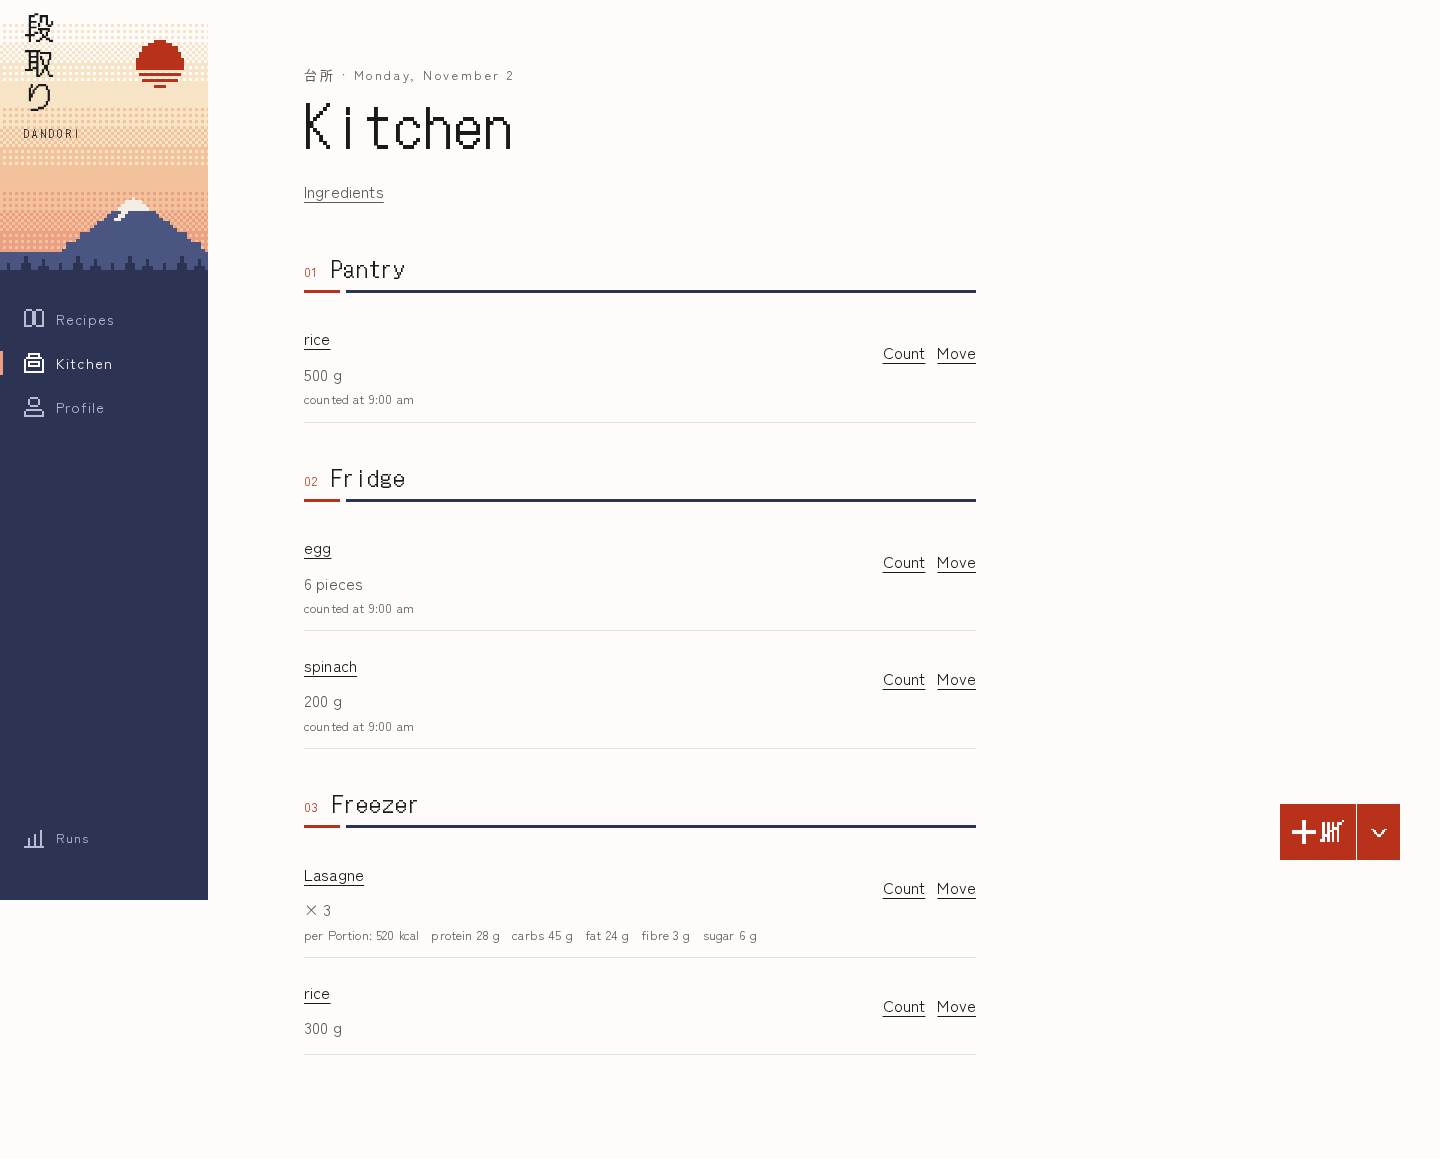 段取り
DANDORI
Recipes
Kitchen
Profile
Runs
台所 · Monday, November 2
Kitchen
Ingredients
01 Pantry
rice
Count Move
500 g
counted at 9:00 am
02 Fridge
egg
Count Move
6 pieces
counted at 9:00 am
spinach
Count Move
200 g
counted at 9:00 am
03 Freezer
Lasagne
Count Move
× 3
per Portion: 520 kcal protein 28 g carbs 45 g fat 24 g fibre 3 g sugar 6 g
rice
Count Move
300 g